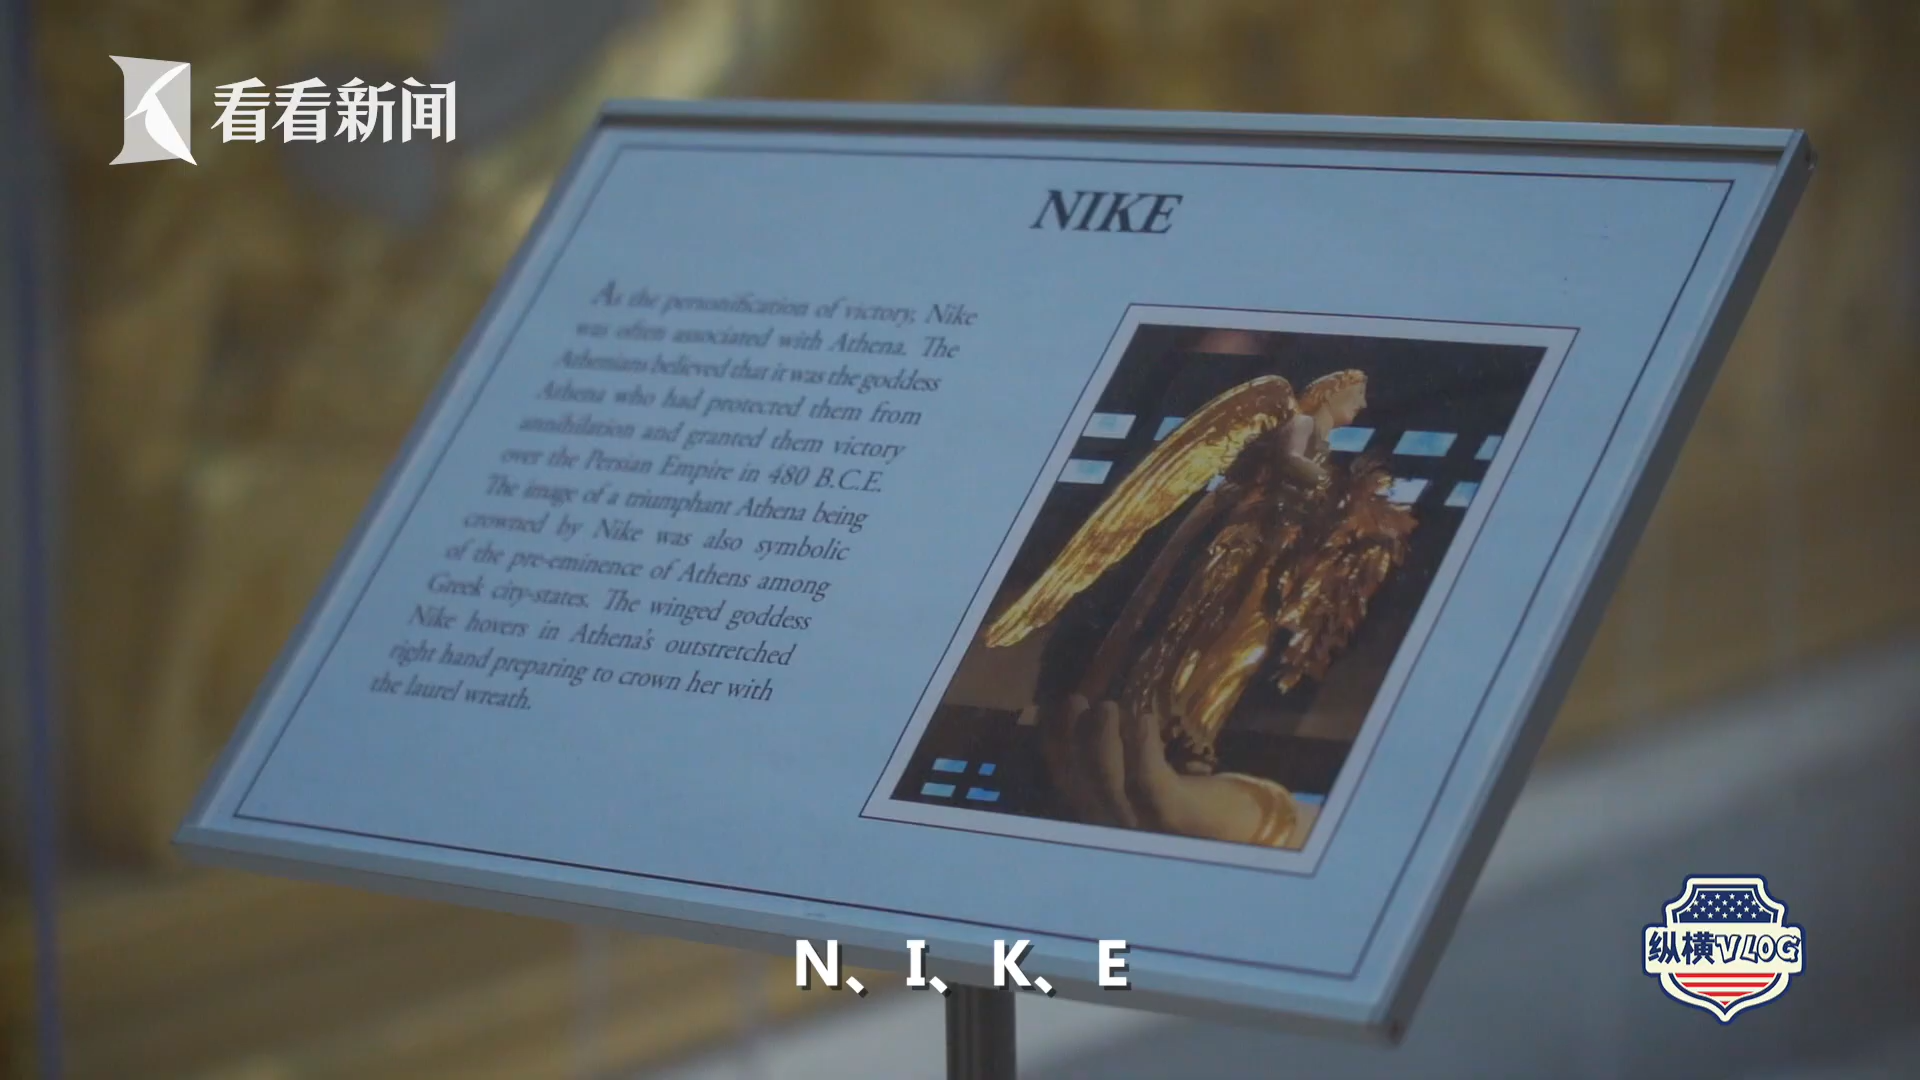 看看新闻
NIKE
As the personification of victory, Nike
was often associated with Athena. The
Athenians believed that it was the goddess
Athena who had protected them from
annihilation and granted them victory
over the Persian Empire in 480 B.C.E.
The image of a triumphant Athena being
crowned by Nike was also symbolic
of the pre-eminence of Athens among
Greek city-states. The winged goddess
Nike hovers in Athena's outstretched
right hand preparing to crown her with
the laurel wreath.
N、I、K、E
纵横VLOG